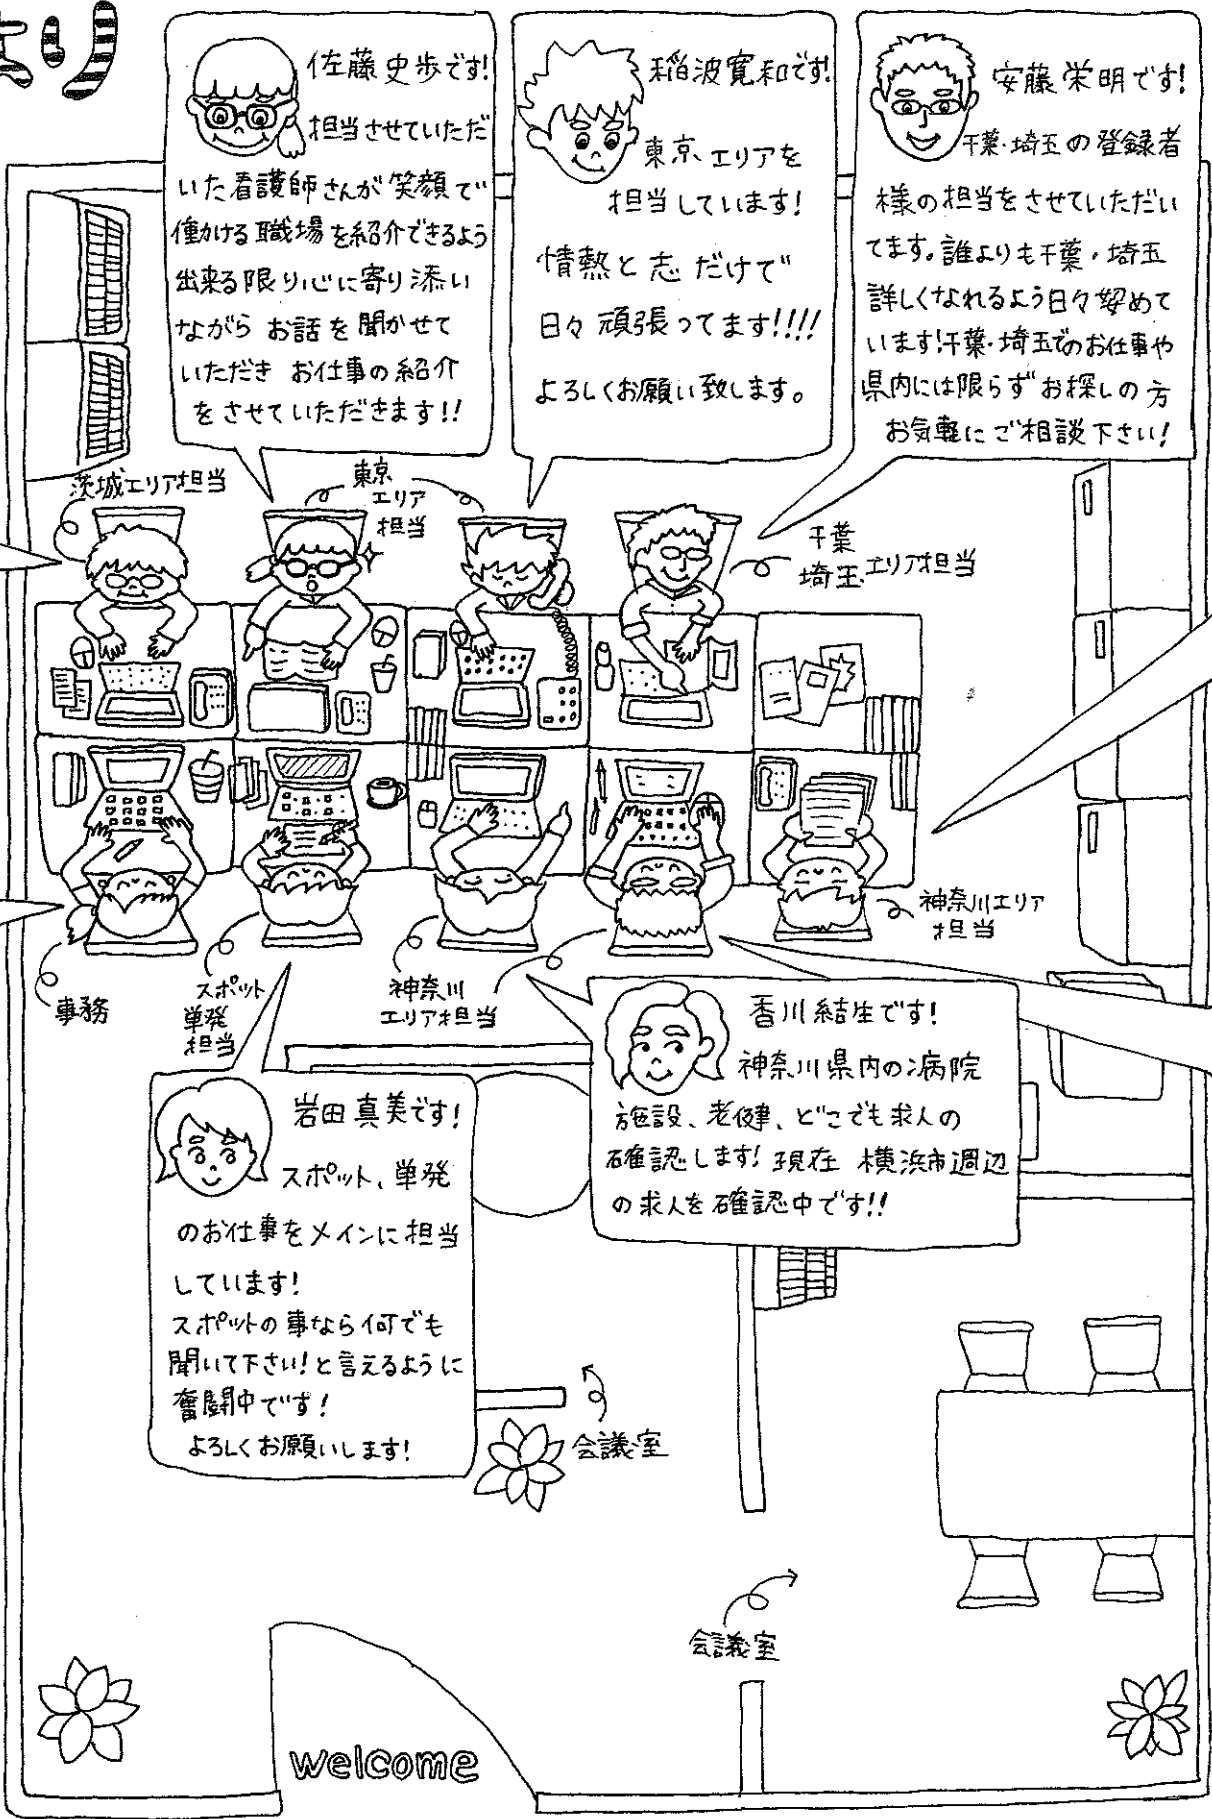 より
佐藤史歩です!
担当させていただ
いた看護師さんが笑顔で
働ける職場を紹介できるよう
出来る限り心に寄り添い
ながら お話を聞かせて
いただき お仕事の紹介
をさせていただきます!!
稲波寛和です!
東京、エリアを
担当しています!
情熱と志だけで
日々頑張ってます!!!!
よろしくお願い致します。
安藤栄明です!
千葉・埼玉の登録者
様の担当をさせていただい
てます。誰よりも千葉・埼玉
詳しくなれるよう日々努めて
います!千葉・埼玉でのお仕事や
県内には限らずお探しの方
お気軽にご相談下さい!
茨城エリア担当
東京
エリア
担当
千葉
埼玉エリア担当
神奈川エリア
担当
事務
スポット
単発
担当
神奈川
エリア担当
香川結生です!
神奈川県内の病院
施設、老健、どこでも求人の
確認します!現在 横浜市周辺
の求人を確認中です!!
岩田真美です!
スポット、単発
のお仕事をメインに担当
しています!
スポットの事なら何でも
聞いて下さい!と言えるように
奮闘中です!
よろしくお願いします!
会議室
会議室
welcome